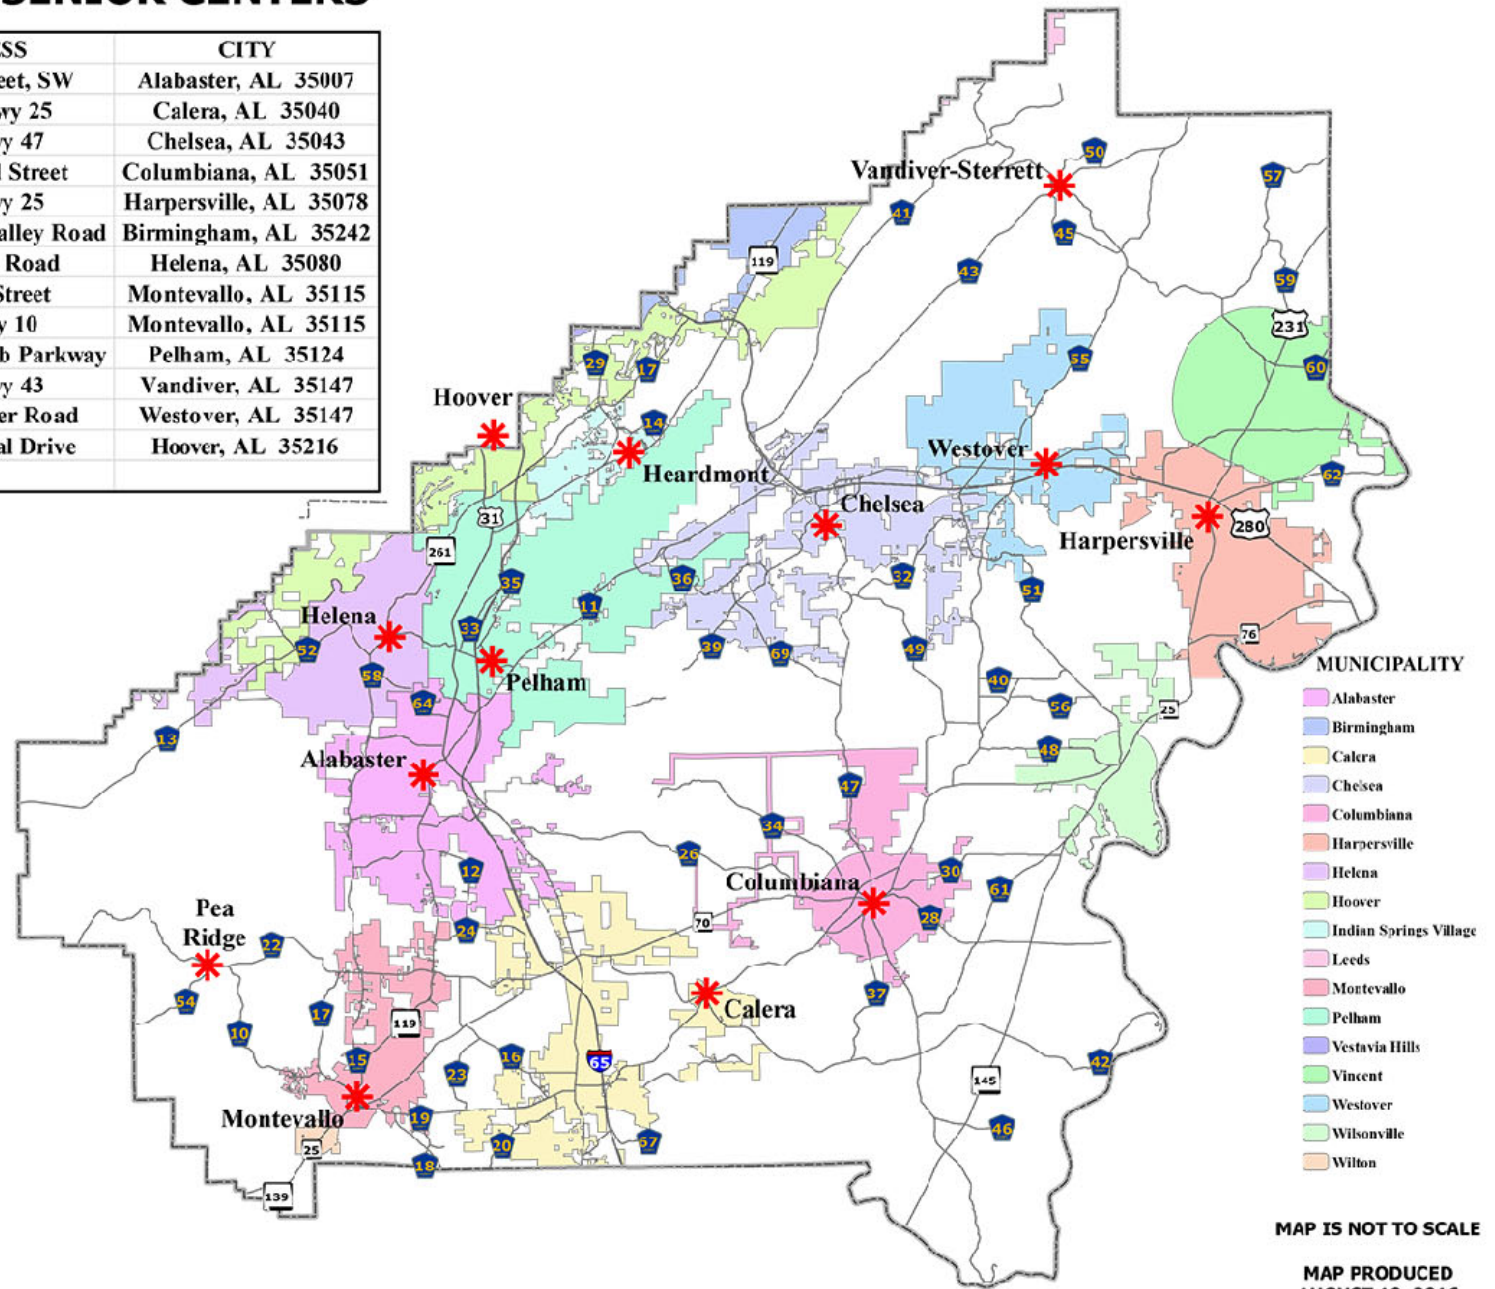 SENIOR CENTERS
CITY
eet, SW Alabaster, AL 35007
wy 25 Calera, AL 35040
vy 47 Chelsea, AL 35043
Street Columbiana, AL 35051
vy 25 Harpersville, AL 35078
alley Road Birmingham, AL 35242
Road Helena, AL 35080
Street Montevallo, AL 35115
y 10 Montevallo, AL 35115
b Parkway Pelham, AL 35124
vy 43 Vandiver, AL 35147
er Road Westover, AL 35147
al Drive Hoover, AL 35216
50
Vandiver-Sterrett
57
41
45
119
43
59
231
29
17
55
60
Hoover
14
Westover
Heardmont
62
Chelsea
31
280
Harpersville
261
35
36
32
51
11
Helena
33
52
39
69
49
76
58
Pelham
40
64
56
25
13
48
Alabaster
47
34
26
12
30
Columbiana
61
Pea
Ridge
28
70
24
22
54
37
17
Calera
10
119
15
16
65
42
23
145
Montevallo
19
46
20
67
25
18
139
MUNICIPALITY
Alabaster
Birmingham
Calera
Chelsea
Columbiana
Harpersville
Helena
Hoover
Indian Springs Village
Leeds
Montevallo
Pelham
Vestavia Hills
Vincent
Westover
Wilsonville
Wilton
MAP IS NOT TO SCALE
MAP PRODUCED